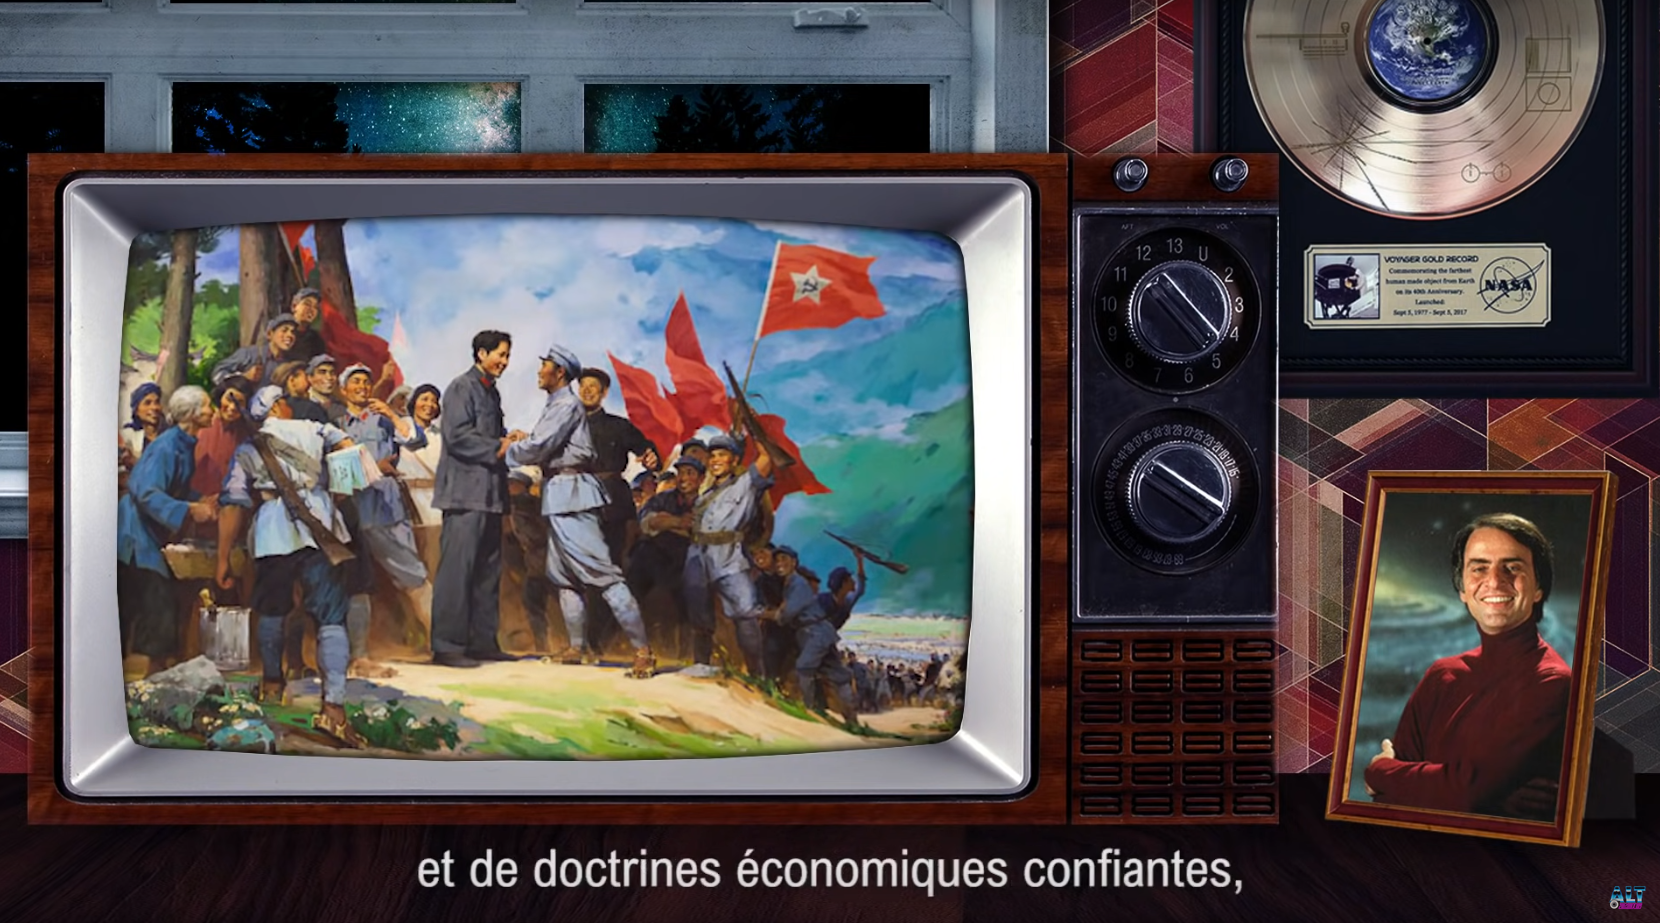 VOYAGER GOLD RECORD
Commemorating the farthest
human made object from Earth
on its 40th Anniversary.
Launched:
Sept 5, 1977 - Sept 5, 2017
NASA
AFT
VOL
13
U
2
3
4
5
6
7
8
9
10
11
12
et de doctrines économiques confiantes,
ALT